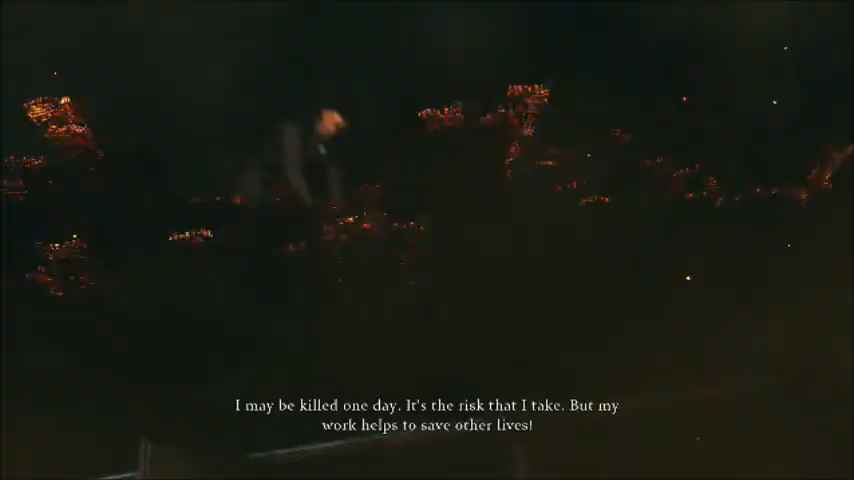 I may be killed one day. It's the risk that I take. But my
work helps to save other lives!